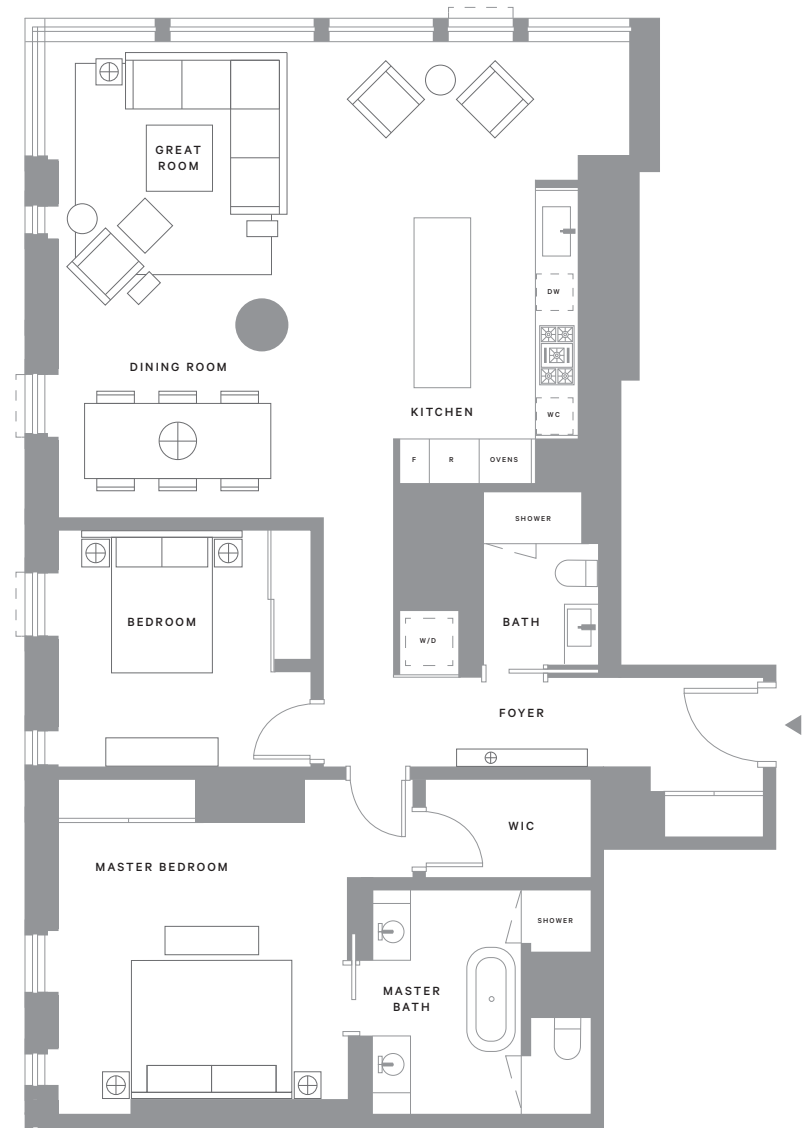 GREAT
ROOM
DW
DINING ROOM
KITCHEN
WC
F
R
OVENS
SHOWER
BEDROOM
BATH
W/D
FOYER
WIC
MASTER BEDROOM
SHOWER
MASTER
BATH